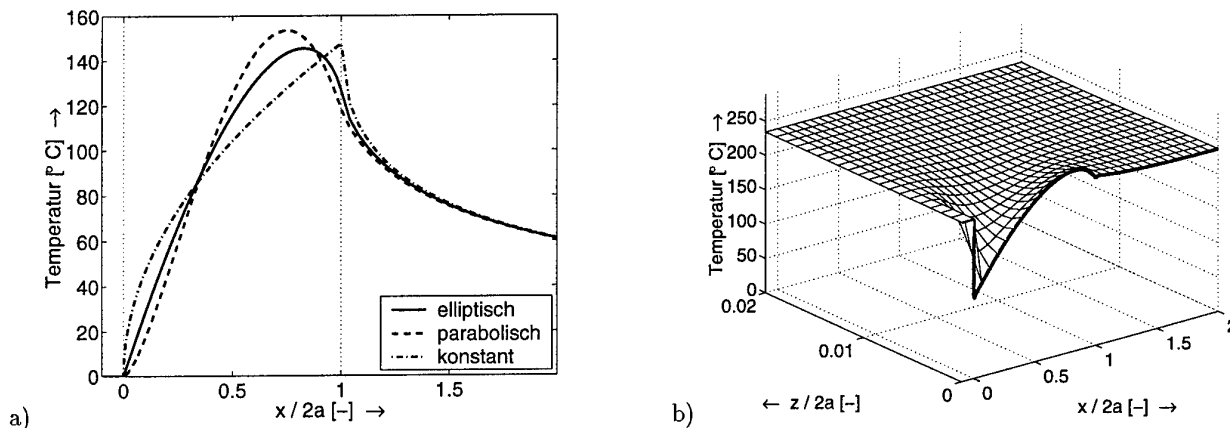 160
140
120
100
80
60
40
20
0
Temperatur [° C] →
0
0.5
1
1.5
x / 2a [–] →
elliptisch
parabolisch
konstant
a)
250
200
150
100
50
0
Temperatur [° C] →
0.02
0.01
0
← z / 2a [–]
0
0.5
1
1.5
2
x / 2a [–] →
b)